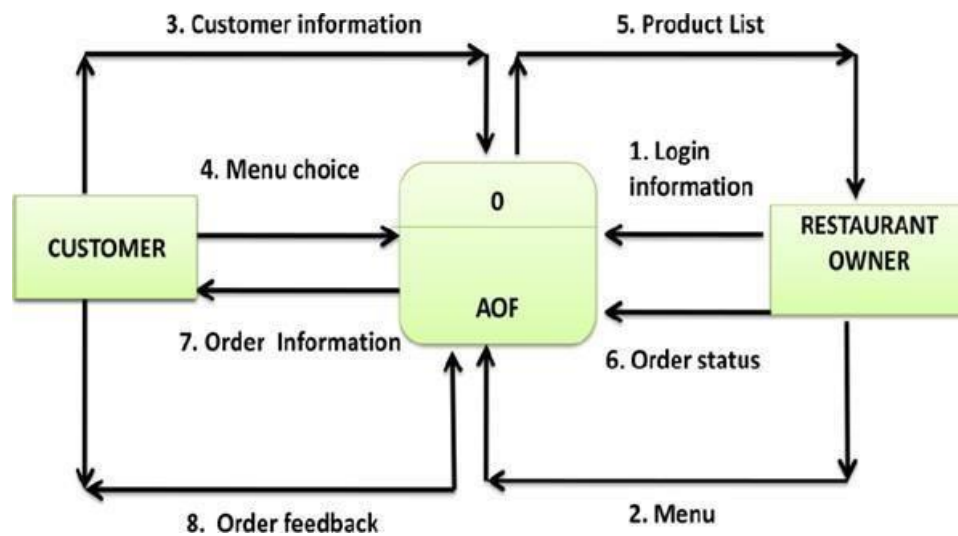 3. Customer information
5. Product List
4. Menu choice
1. Login
information
0
CUSTOMER
RESTAURANT
OWNER
AOF
7. Order Information
6. Order status
8. Order feedback
2. Menu